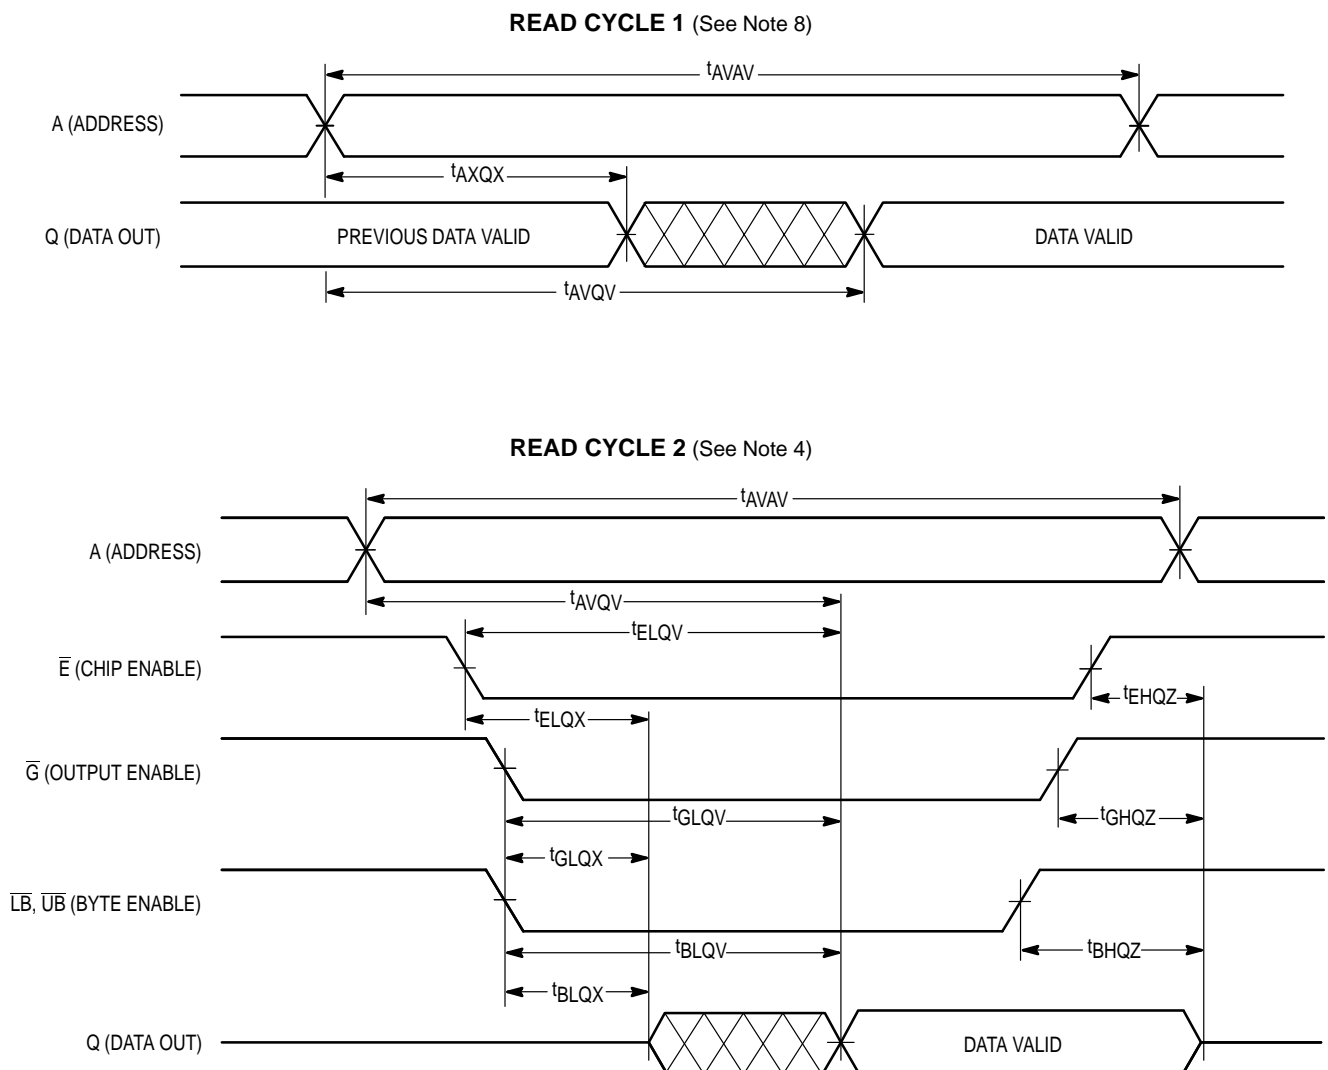 READ CYCLE 1 (See Note 8)
tAVAV
A (ADDRESS)
tAXQX
Q (DATA OUT)
PREVIOUS DATA VALID
DATA VALID
tAVQV
READ CYCLE 2 (See Note 4)
tAVAV
A (ADDRESS)
tAVQV
tELQV
E̅ (CHIP ENABLE)
tEHQZ
tELQX
G̅ (OUTPUT ENABLE)
tGLQV
tGHQZ
tGLQX
L̅B̅, U̅B̅ (BYTE ENABLE)
tBLQV
tBHQZ
tBLQX
Q (DATA OUT)
DATA VALID